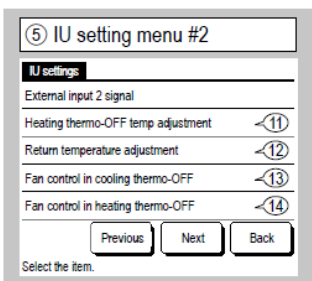 ⑤ IU setting menu #2
IU settings
External input 2 signal
Heating thermo-OFF temp adjustment ⑪
Return temperature adjustment ⑫
Fan control in cooling thermo-OFF ⑬
Fan control in heating thermo-OFF ⑭
Previous Next Back
Select the item.